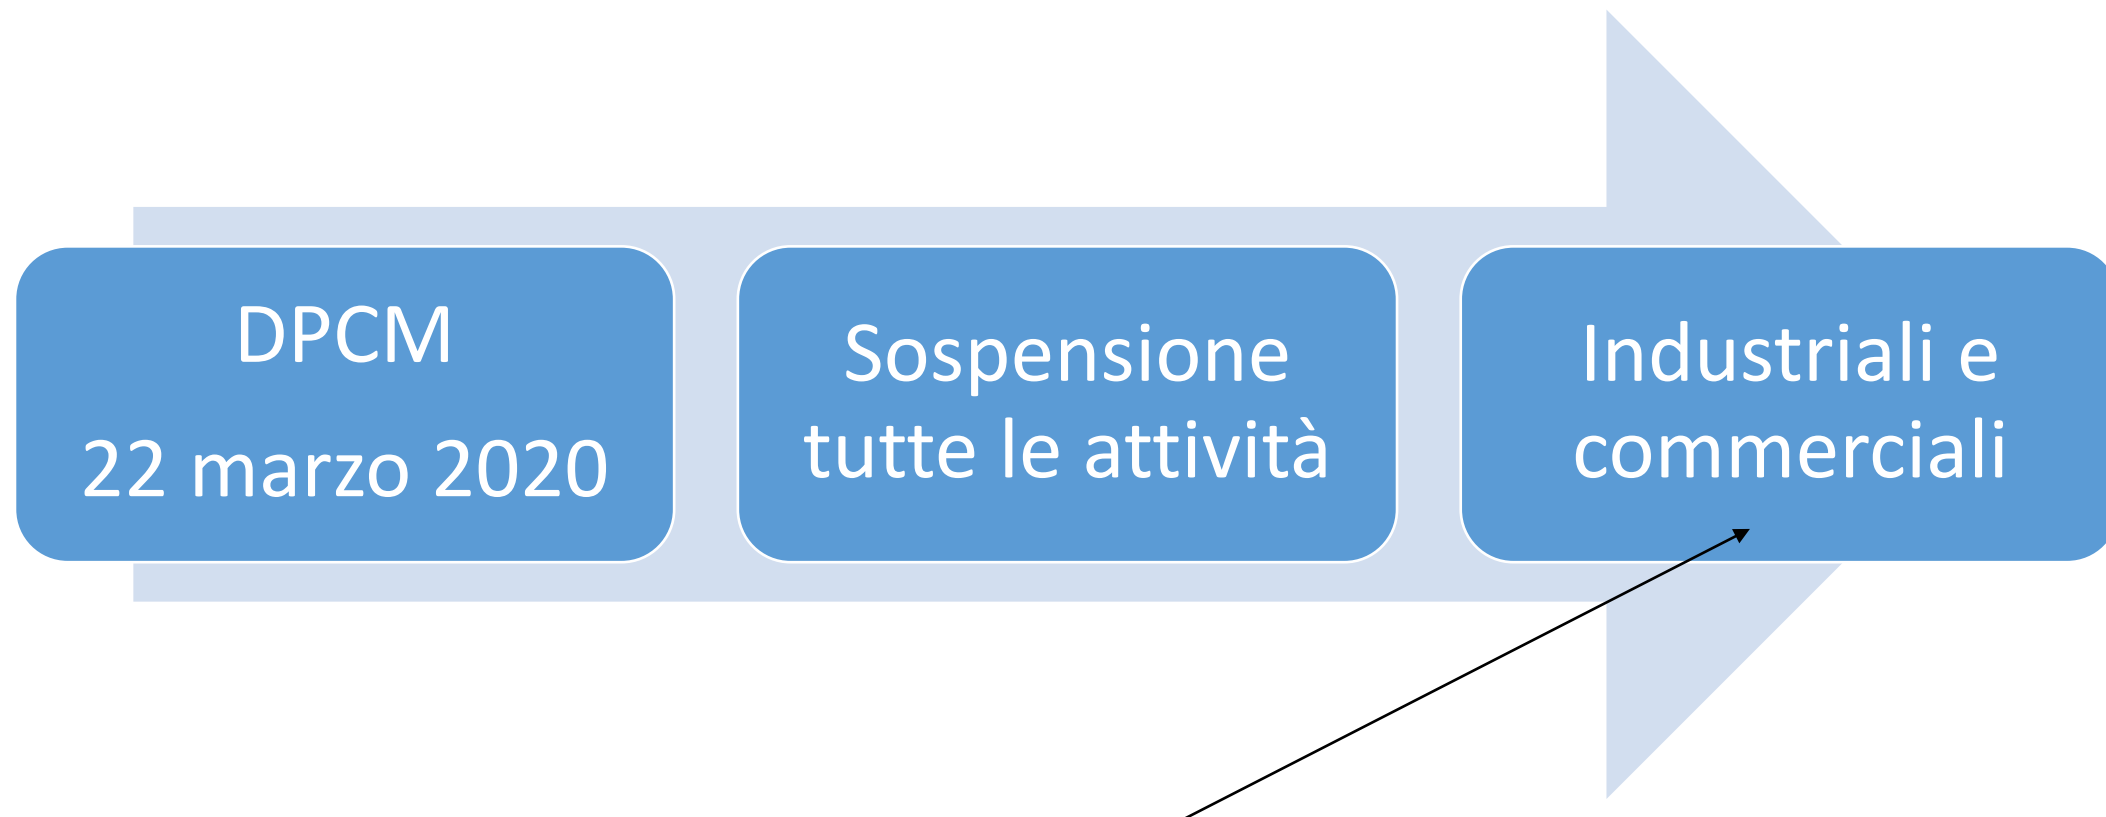 DPCM
22 marzo 2020
Sospensione
tutte le attività
Industriali e
commerciali